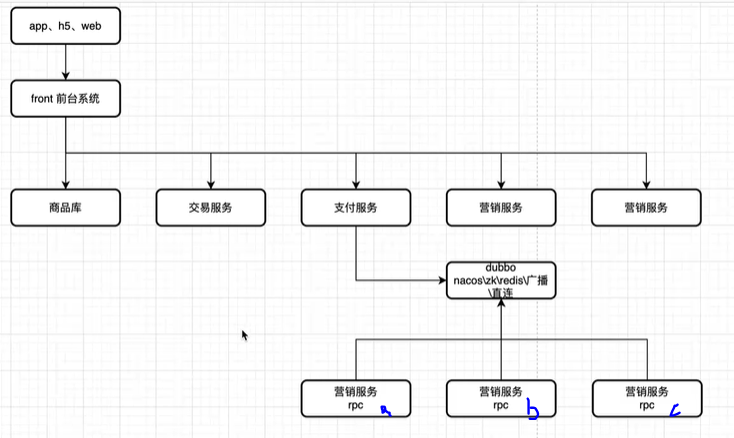 app、h5、web
front 前台系统
商品库
交易服务
支付服务
营销服务
营销服务
dubbo
nacos\zk\redis\广播
\直连
营销服务
rpc
a
营销服务
rpc
b
营销服务
rpc
c